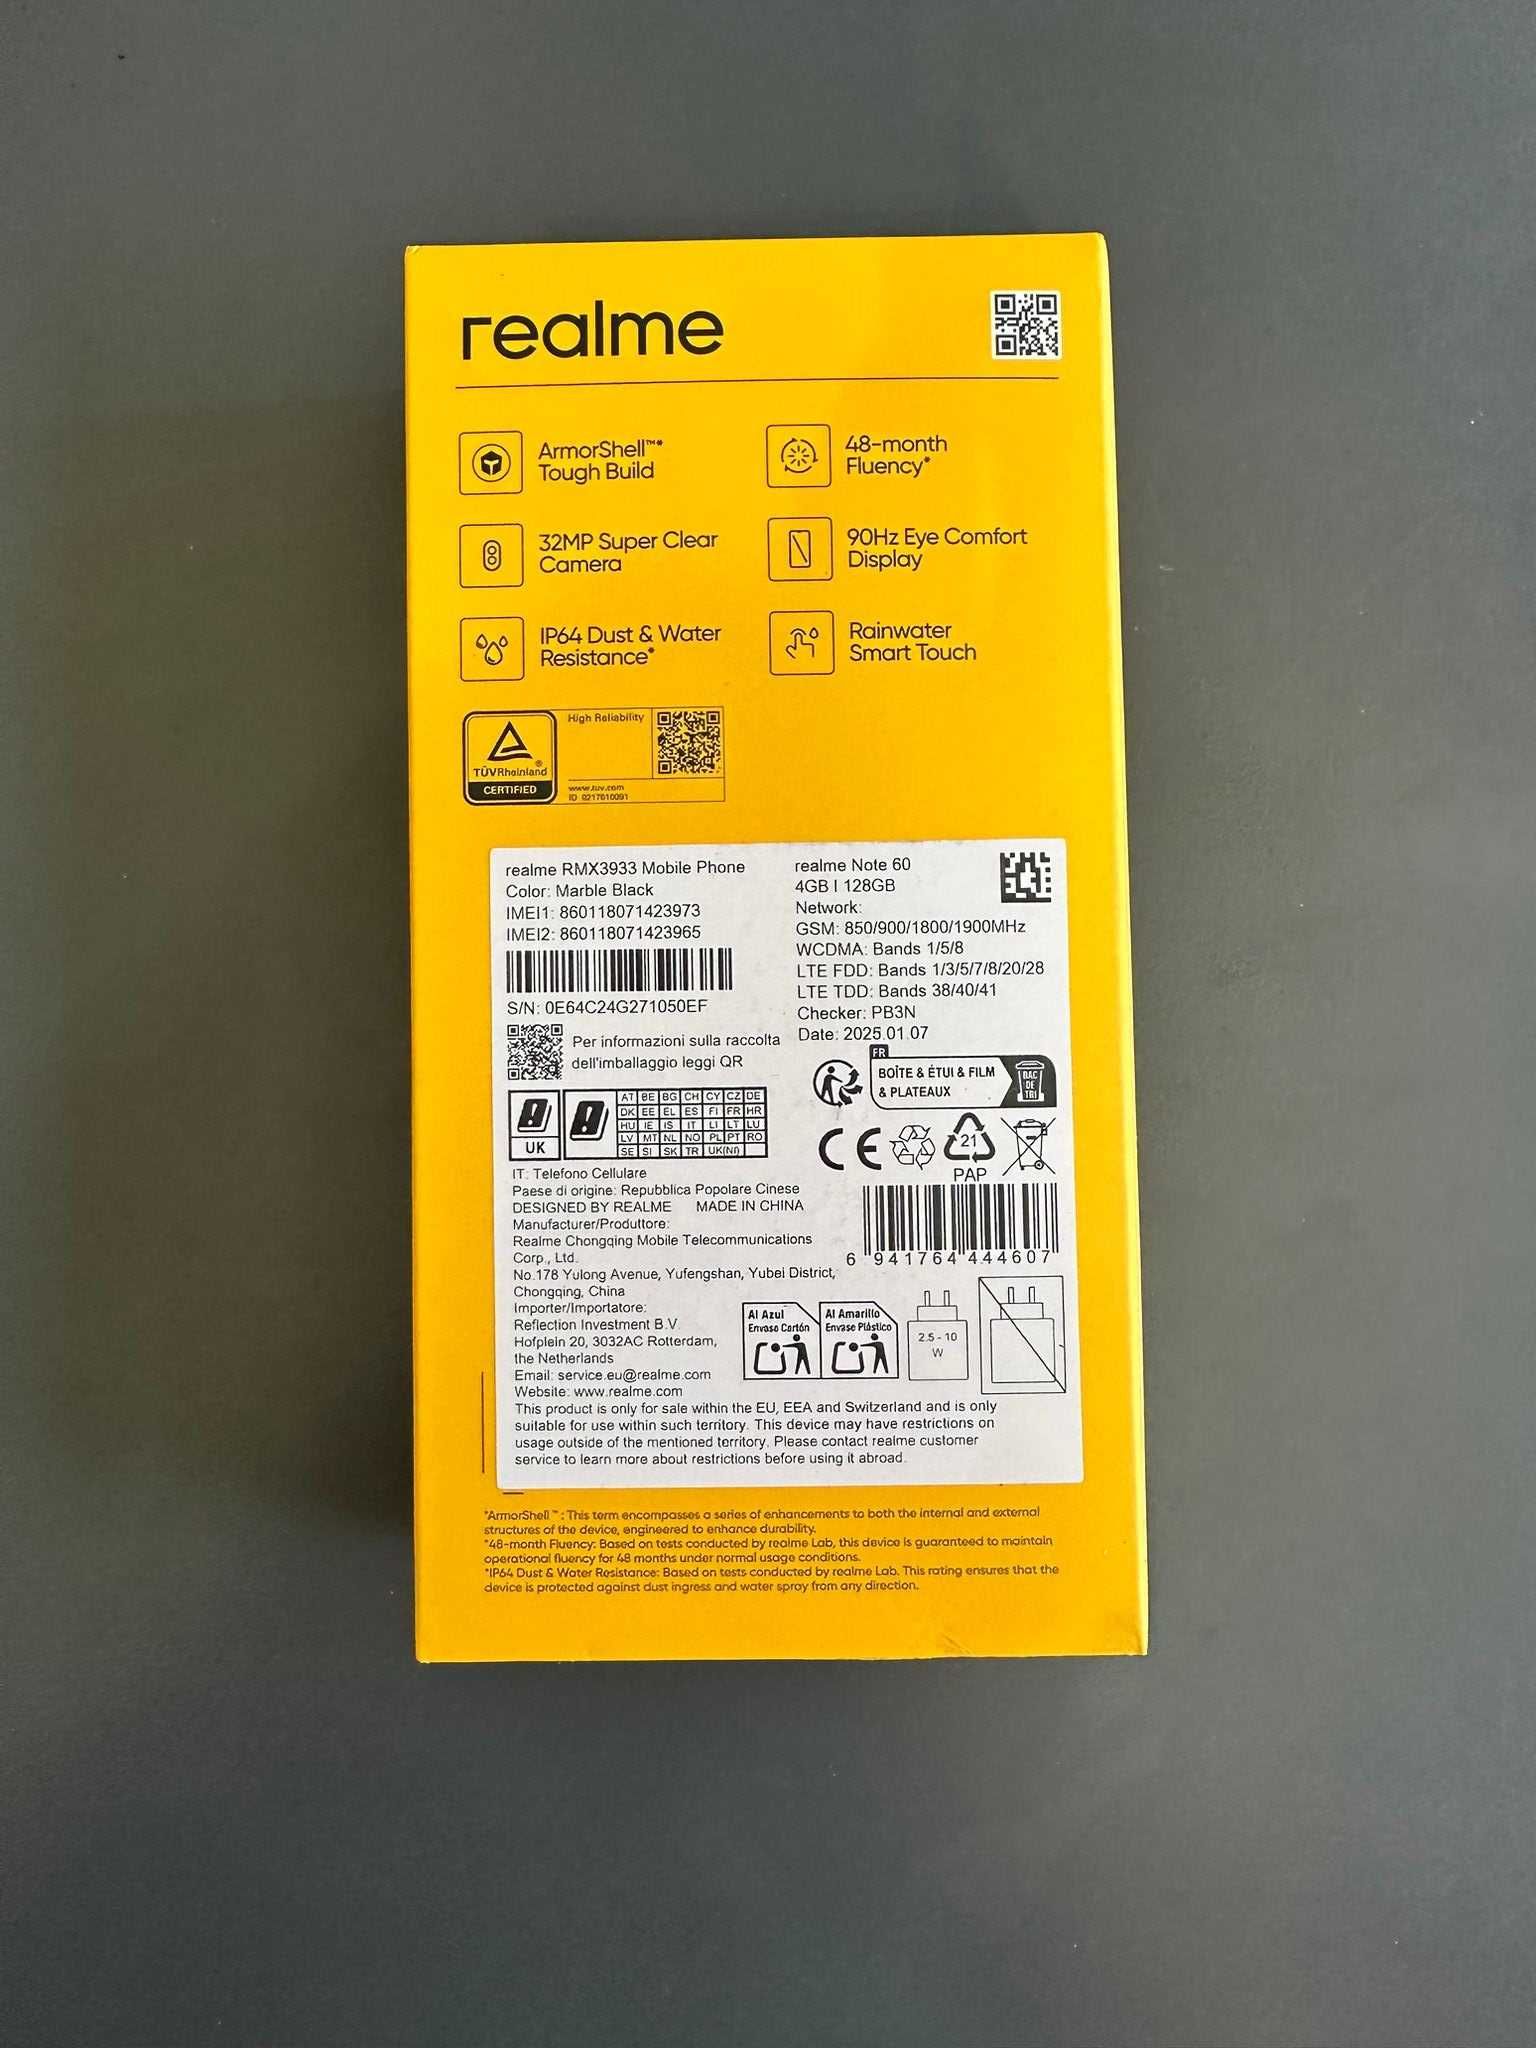 realme
ArmorShell™*
Tough Build
48-month
Fluency*
32MP Super Clear
Camera
90Hz Eye Comfort
Display
IP64 Dust & Water
Resistance*
Rainwater
Smart Touch
TÜVRheinland®
CERTIFIED
High Reliability
www.tuv.com
ID 0217010091
realme RMX3933 Mobile Phone
Color: Marble Black
IMEI1: 860118071423973
IMEI2: 860118071423965
S/N: 0E64C24G271050EF
Per informazioni sulla raccolta
dell'imballaggio leggi QR
realme Note 60
4GB I 128GB
Network:
GSM: 850/900/1800/1900MHz
WCDMA: Bands 1/5/8
LTE FDD: Bands 1/3/5/7/8/20/28
LTE TDD: Bands 38/40/41
Checker: PB3N
Date: 2025.01.07
FR
BOÎTE & ÉTUI & FILM
& PLATEAUX
BAC
DE
TRI
UK
AT BE BG CH CY CZ DE
DK EE EL ES FI FR HR
HU IE IS IT LI LT LU
LV MT NL NO PL PT RO
SE SI SK TR UK(NI)
CE
21
PAP
IT: Telefono Cellulare
Paese di origine: Repubblica Popolare Cinese
DESIGNED BY REALME MADE IN CHINA
Manufacturer/Produttore:
Realme Chongqing Mobile Telecommunications
Corp., Ltd.
No.178 Yulong Avenue, Yufengshan, Yubei District,
Chongqing, China
Importer/Importatore:
Reflection Investment B.V.
Hofplein 20, 3032AC Rotterdam,
the Netherlands
Email: service.eu@realme.com
Website: www.realme.com
6 941764 444607
Al Azul
Envase Cartón
Al Amarillo
Envase Plástico
2.5 - 10
W
This product is only for sale within the EU, EEA and Switzerland and is only
suitable for use within such territory. This device may have restrictions on
usage outside of the mentioned territory. Please contact realme customer
service to learn more about restrictions before using it abroad.
*ArmorShell™: This term encompasses a series of enhancements to both the internal and external
structures of the device, engineered to enhance durability.
*48-month Fluency: Based on tests conducted by realme Lab, this device is guaranteed to maintain
operational fluency for 48 months under normal usage conditions.
*IP64 Dust & Water Resistance: Based on tests conducted by realme Lab. This rating ensures that the
device is protected against dust ingress and water spray from any direction.